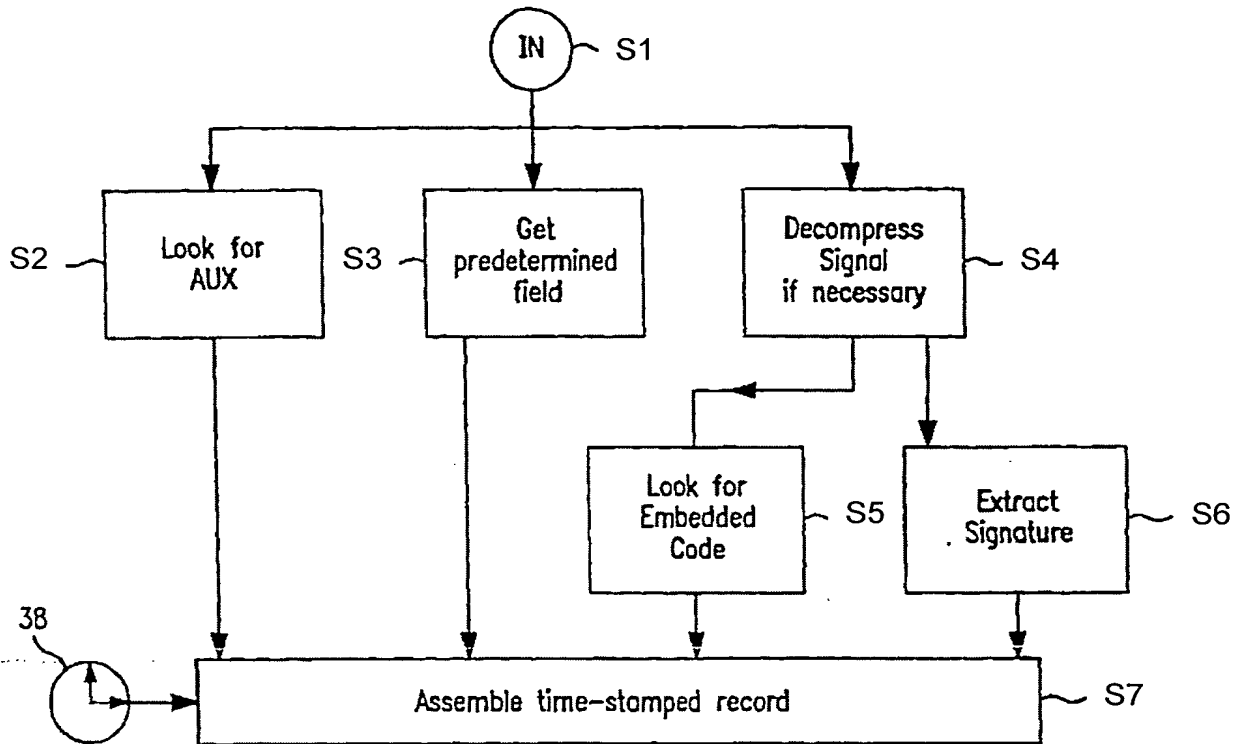 IN
S1
S2
Look for
AUX
S3
Get
predetermined
field
Decompress
Signal
if necessary
S4
Look for
Embedded
Code
S5
Extract
Signature
S6
38
Assemble time-stamped record
S7